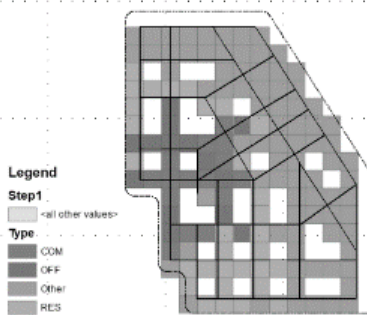 Legend
Step1
<all other values>
Type
COM
OFF
Other
RES